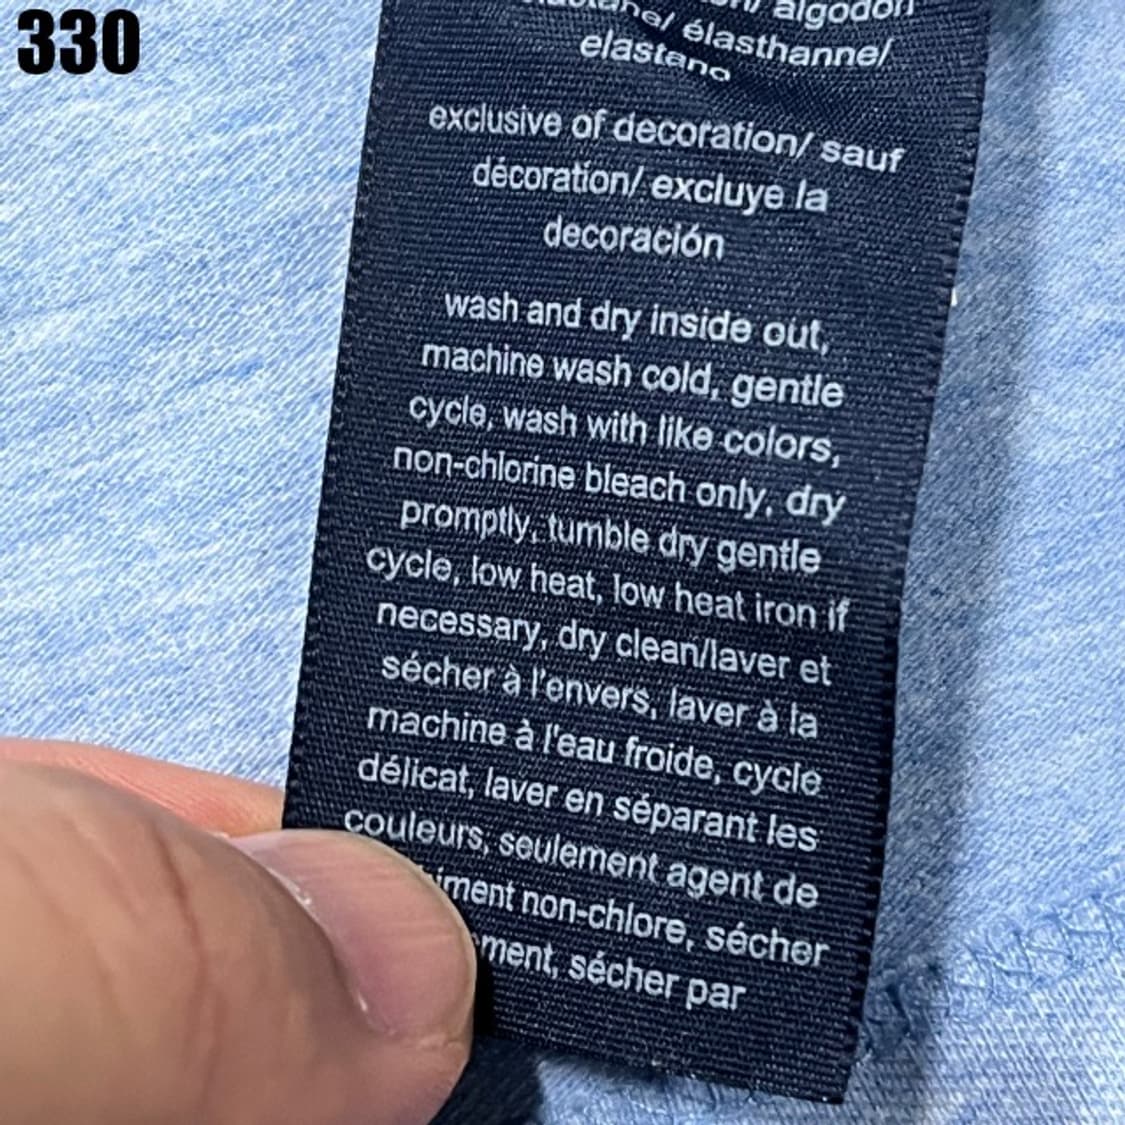 330
algodón
élasthanne/
elastano
exclusive of decoration/ sauf
décoration/ excluye la
decoración
wash and dry inside out,
machine wash cold, gentle
cycle, wash with like colors,
non-chlorine bleach only, dry
promptly, tumble dry gentle
cycle, low heat, low heat iron if
necessary, dry clean/laver et
sécher à l'envers, laver à la
machine à l'eau froide, cycle
délicat, laver en séparant les
couleurs, seulement agent de
non-chlore, sécher
sécher par